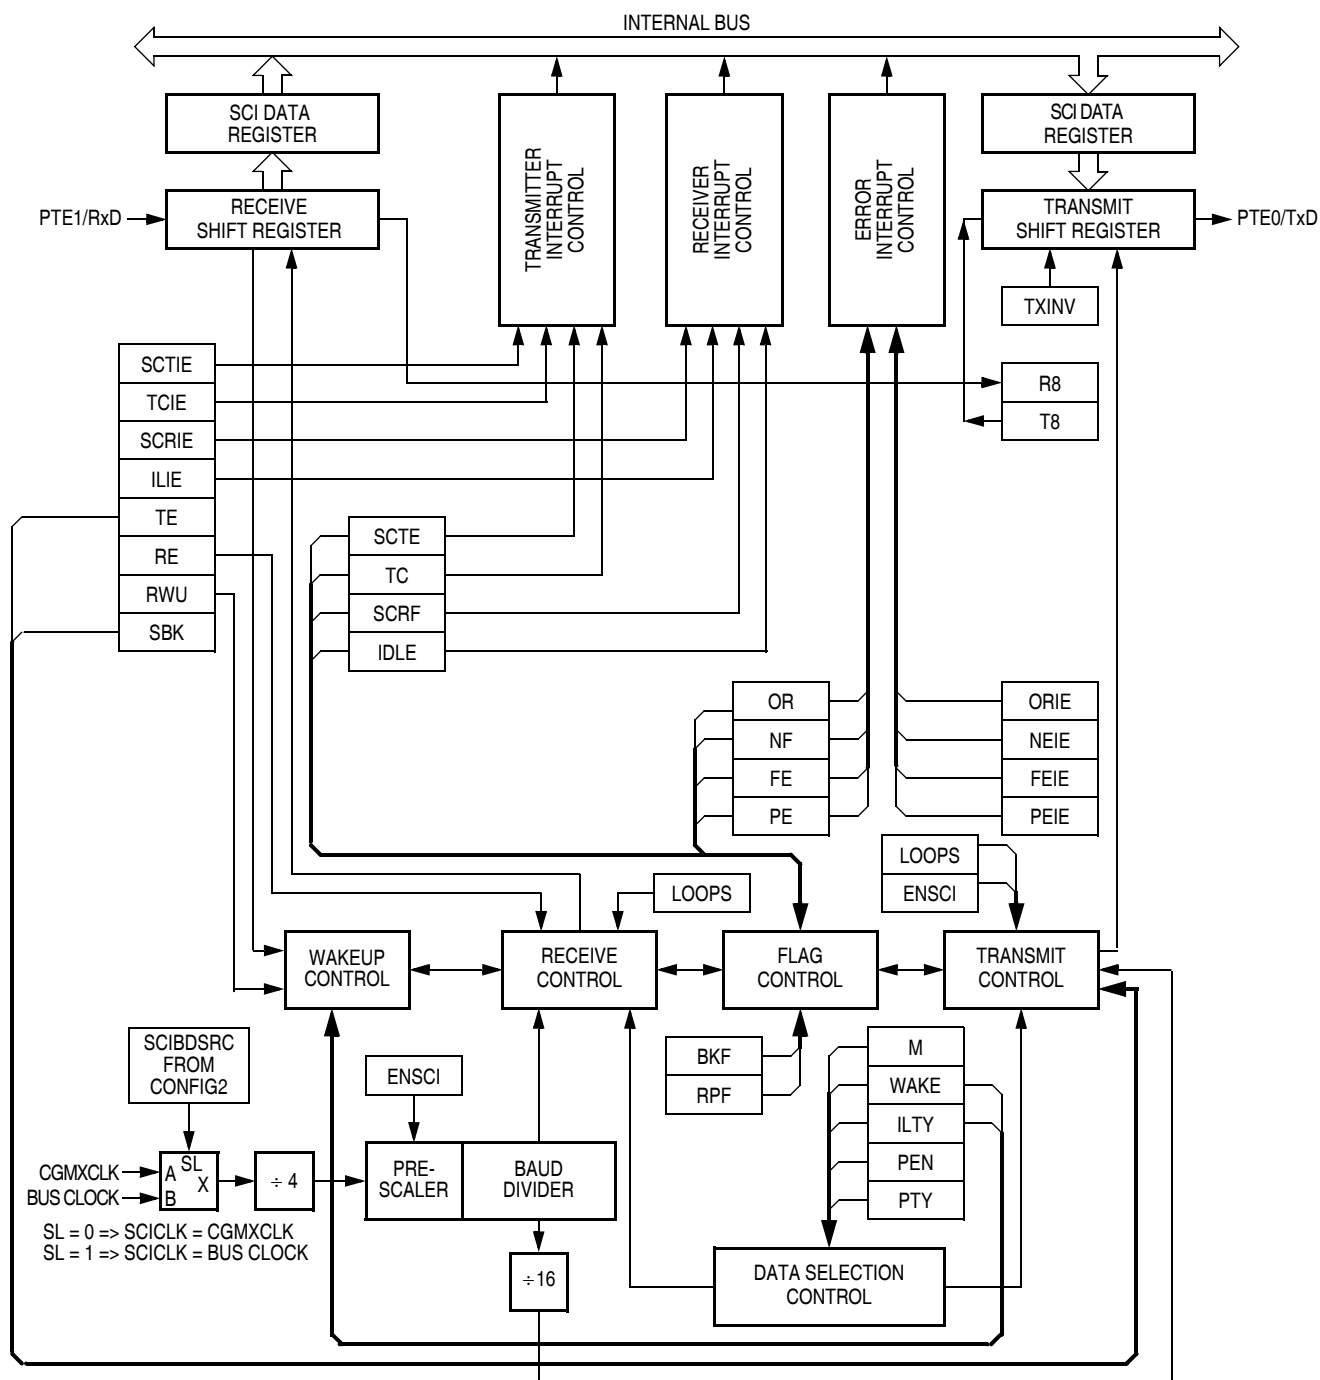 INTERNAL BUS
SCI DATA
REGISTER
TRANSMITTER
INTERRUPT
CONTROL
RECEIVER
INTERRUPT
CONTROL
ERROR
INTERRUPT
CONTROL
SCI DATA
REGISTER
PTE1/RxD
RECEIVE
SHIFT REGISTER
TRANSMIT
SHIFT REGISTER
PTE0/TxD
TXINV
SCTIE
TCIE
SCRIE
ILIE
TE
RE
RWU
SBK
R8
T8
SCTE
TC
SCRF
IDLE
OR
NF
FE
PE
ORIE
NEIE
FEIE
PEIE
LOOPS
LOOPS
ENSCI
WAKEUP
CONTROL
RECEIVE
CONTROL
FLAG
CONTROL
TRANSMIT
CONTROL
SCIBDSRC
FROM
CONFIG2
ENSCI
BKF
RPF
M
WAKE
ILTY
PEN
PTY
CGMXCLK
BUS CLOCK
A
SL
X
B
÷ 4
PRE-
SCALER
BAUD
DIVIDER
SL = 0 => SCICLK = CGMXCLK
SL = 1 => SCICLK = BUS CLOCK
÷16
DATA SELECTION
CONTROL